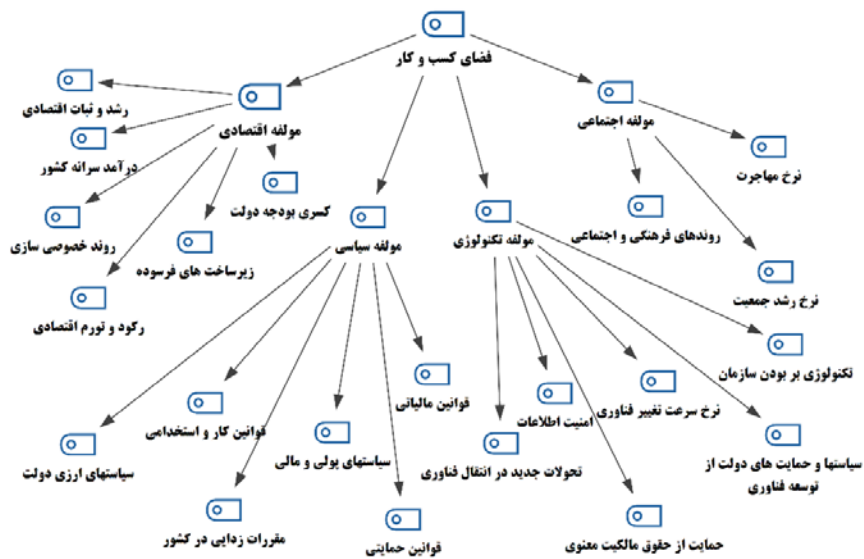 فضای کسب و کار
مولفه اجتماعی
مولفه اقتصادی
رشد و ثبات اقتصادی
درآمد سرانه کشور
نرخ مهاجرت
کسری بودجه دولت
روندهای فرهنگی و اجتماعی
مولفه تکنولوژی
مولفه سیاسی
روند خصوصی سازی
زیرساخت های فرسوده
نرخ رشد جمعیت
رکود و تورم اقتصادی
تکنولوژی بر بودن سازمان
نرخ سرعت تغییر فناوری
امنیت اطلاعات
قوانین مالیاتی
قوانین کار و استخدامی
سیاستها و حمایت های دولت از
توسعه فناوری
تحولات جدید در انتقال فناوری
سیاستهای پولی و مالی
سیاستهای ارزی دولت
حمایت از حقوق مالکیت معنوی
قوانین حمایتی
مقررات زدایی در کشور